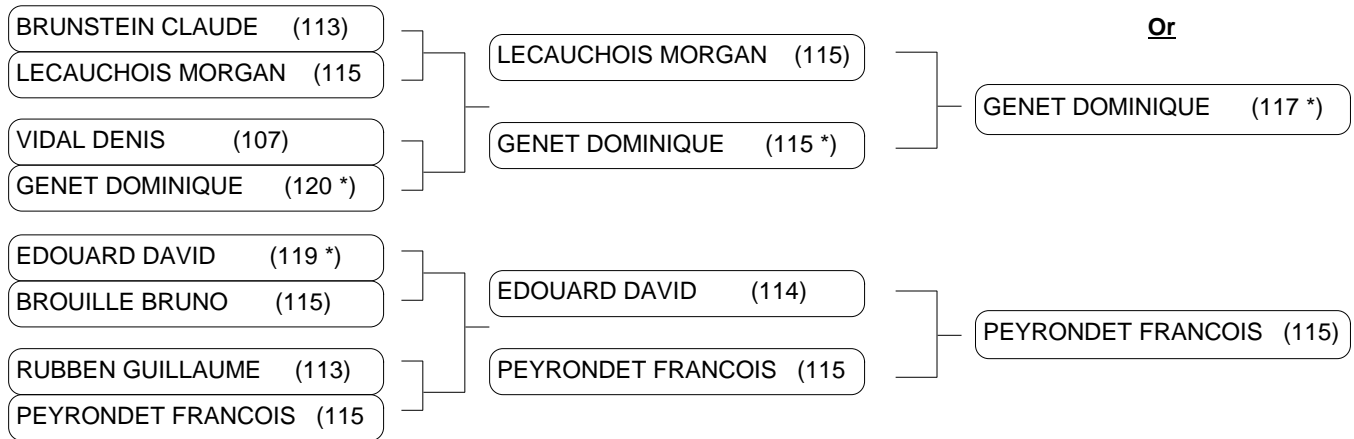 BRUNSTEIN CLAUDE (113)
LECAUCHOIS MORGAN (115
VIDAL DENIS (107)
GENET DOMINIQUE (120 *)
EDOUARD DAVID (119 *)
BROUILLE BRUNO (115)
RUBBEN GUILLAUME (113)
PEYRONDET FRANCOIS (115
LECAUCHOIS MORGAN (115)
GENET DOMINIQUE (115 *)
EDOUARD DAVID (114)
PEYRONDET FRANCOIS (115
Or
GENET DOMINIQUE (117 *)
PEYRONDET FRANCOIS (115)